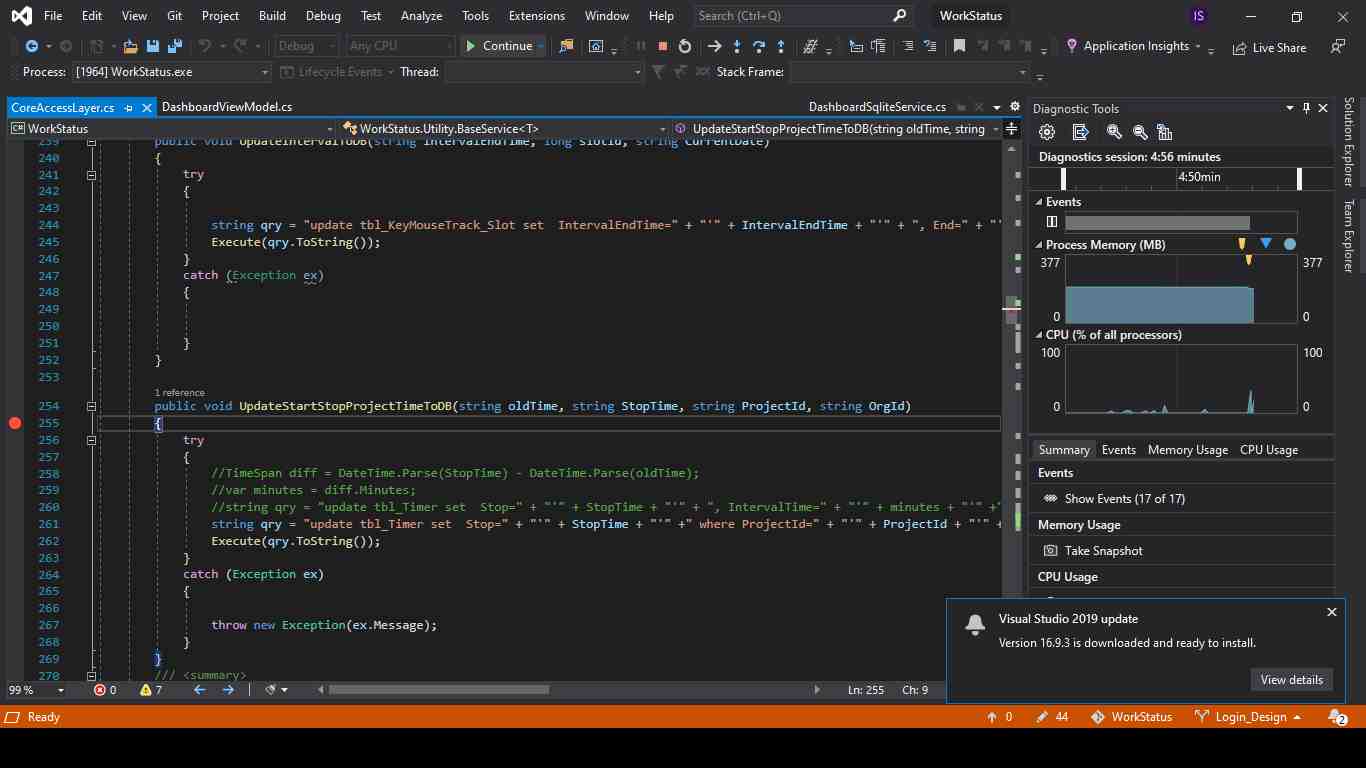 File Edit View Git Project Build Debug Test Analyze Tools Extensions Window Help Search (Ctrl+Q) WorkStatus IS
Debug Any CPU Continue Application Insights Live Share
Process: [1964] WorkStatus.exe Lifecycle Events Thread: Stack Frame:
CoreAccessLayer.cs DashboardViewModel.cs DashboardSqliteService.cs
C# WorkStatus WorkStatus.Utility.BaseService<T> UpdateStartStopProjectTimeToDB(string oldTime, string
239 public void UpdateIntervalToDB(string IntervalEndTime, long slotId, string CurrentDate)
240 {
241 try
242 {
243
244 string qry = "update tbl_KeyMouseTrack_Slot set  IntervalEndTime=" + "'" + IntervalEndTime + "'" + ", End=" + "'
245 Execute(qry.ToString());
246 }
247 catch (Exception ex)
248 {
249
250
251 }
252 }
253
1 reference
254 public void UpdateStartStopProjectTimeToDB(string oldTime, string StopTime, string ProjectId, string OrgId)
255 {
256 try
257 {
258 //TimeSpan diff = DateTime.Parse(StopTime) - DateTime.Parse(oldTime);
259 //var minutes = diff.Minutes;
260 //string qry = "update tbl_Timer set  Stop=" + "'" + StopTime + "'" + ", IntervalTime=" + "'" + minutes + "'" +"
261 string qry = "update tbl_Timer set  Stop=" + "'" + StopTime + "'" +" where ProjectId=" + "'" + ProjectId + "'" +
262 Execute(qry.ToString());
263 }
264 catch (Exception ex)
265 {
266
267 throw new Exception(ex.Message);
268 }
269 }
270 /// <summary>
99 % 0 7 Ln: 255 Ch: 9
Diagnostic Tools
Diagnostics session: 4:56 minutes
4:50min
Events
Process Memory (MB)
377 377
0 0
CPU (% of all processors)
100 100
0 0
Summary Events Memory Usage CPU Usage
Events
Show Events (17 of 17)
Memory Usage
Take Snapshot
CPU Usage
Solution Explorer
Team Explorer
Visual Studio 2019 update
Version 16.9.3 is downloaded and ready to install.
View details
Ready 0 44 WorkStatus Login_Design 2